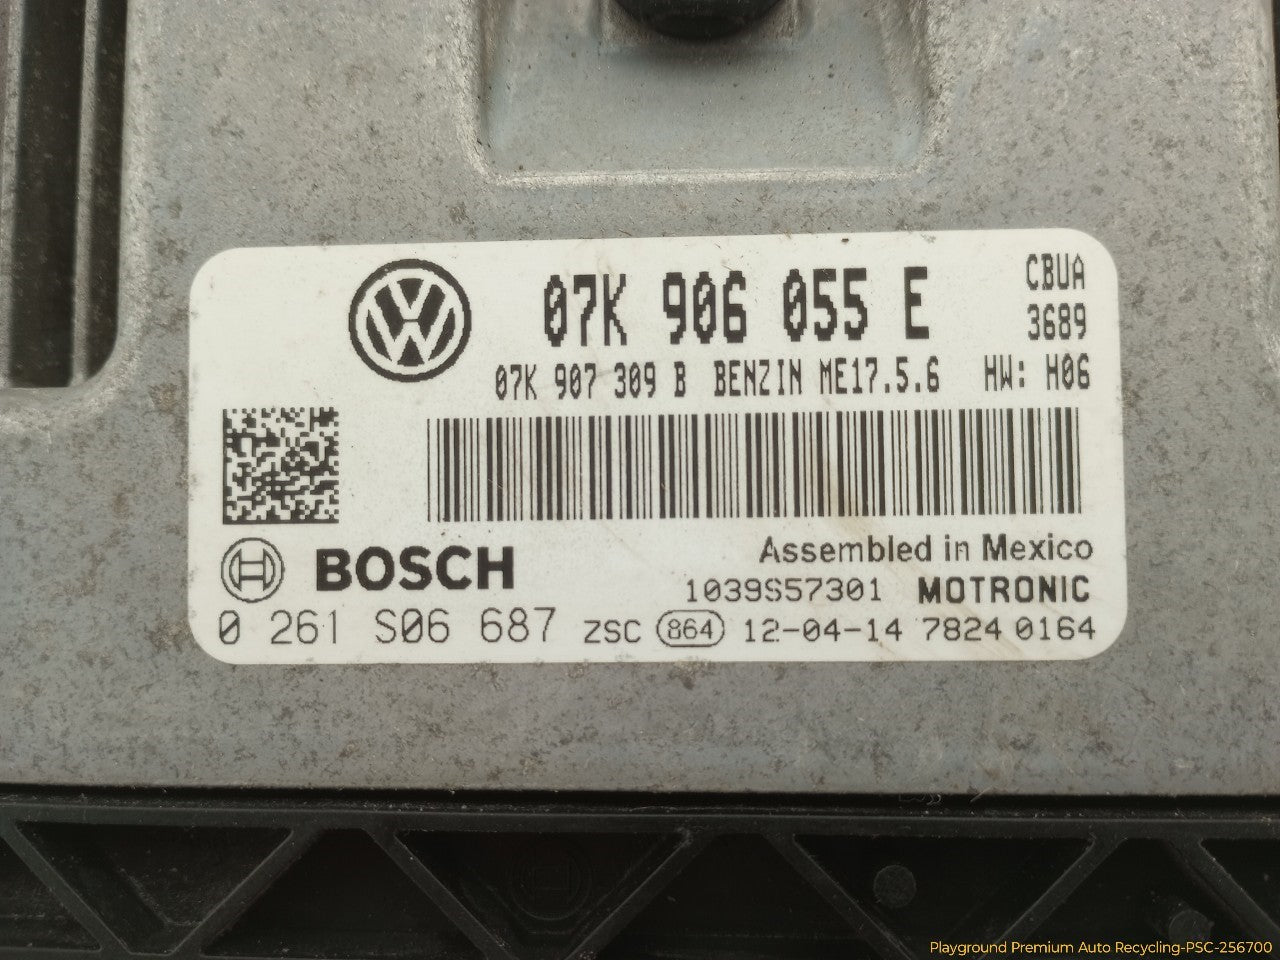 07K 906 055 E
CBUA
3689
07K 907 309 B BENZIN ME17.5.6 HW: H06
BOSCH
Assembled in Mexico
1039S57301 MOTRONIC
0 261 S06 687 ZSC 864 12-04-14 7824 0164
Playground Premium Auto Recycling-PSC-256700